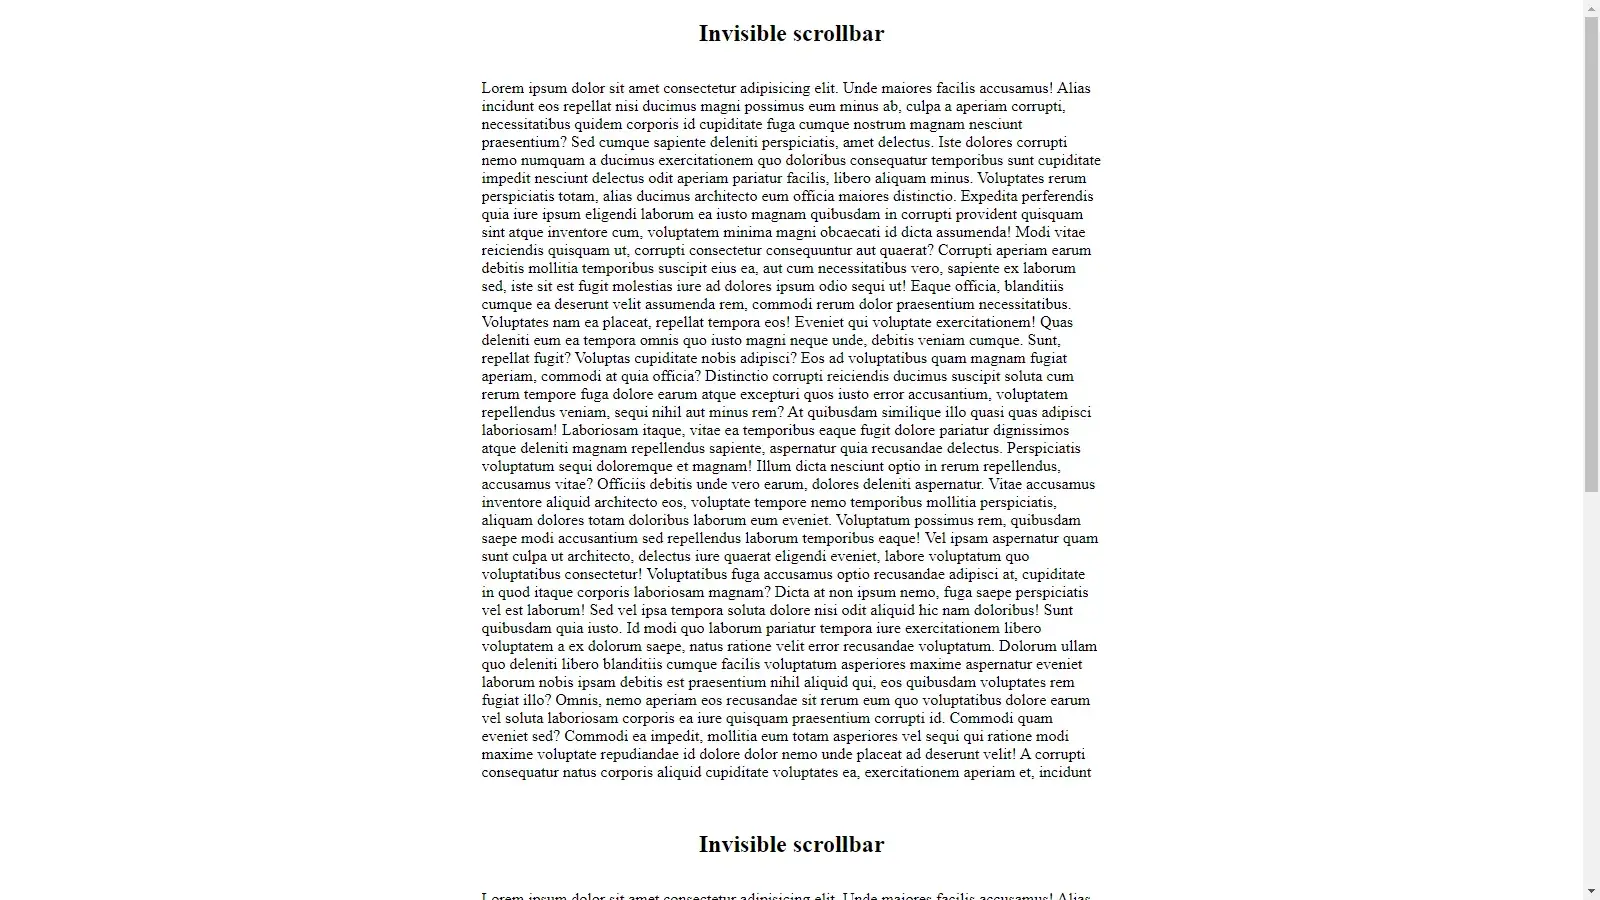 Invisible scrollbar
Lorem ipsum dolor sit amet consectetur adipisicing elit. Unde maiores facilis accusamus! Alias
incidunt eos repellat nisi ducimus magni possimus eum minus ab, culpa a aperiam corrupti,
necessitatibus quidem corporis id cupiditate fuga cumque nostrum magnam nesciunt
praesentium? Sed cumque sapiente deleniti perspiciatis, amet delectus. Iste dolores corrupti
nemo numquam a ducimus exercitationem quo doloribus consequatur temporibus sunt cupiditate
impedit nesciunt delectus odit aperiam pariatur facilis, libero aliquam minus. Voluptates rerum
perspiciatis totam, alias ducimus architecto eum officia maiores distinctio. Expedita perferendis
quia iure ipsum eligendi laborum ea iusto magnam quibusdam in corrupti provident quisquam
sint atque inventore cum, voluptatem minima magni obcaecati id dicta assumenda! Modi vitae
reiciendis quisquam ut, corrupti consectetur consequuntur aut quaerat? Corrupti aperiam earum
debitis mollitia temporibus suscipit eius ea, aut cum necessitatibus vero, sapiente ex laborum
sed, iste sit est fugit molestias iure ad dolores ipsum odio sequi ut! Eaque officia, blanditiis
cumque ea deserunt velit assumenda rem, commodi rerum dolor praesentium necessitatibus.
Voluptates nam ea placeat, repellat tempora eos! Eveniet qui voluptate exercitationem! Quas
deleniti eum ea tempora omnis quo iusto magni neque unde, debitis veniam cumque. Sunt,
repellat fugit? Voluptas cupiditate nobis adipisci? Eos ad voluptatibus quam magnam fugiat
aperiam, commodi at quia officia? Distinctio corrupti reiciendis ducimus suscipit soluta cum
rerum tempore fuga dolore earum atque excepturi quos iusto error accusantium, voluptatem
repellendus veniam, sequi nihil aut minus rem? At quibusdam similique illo quasi quas adipisci
laboriosam! Laboriosam itaque, vitae ea temporibus eaque fugit dolore pariatur dignissimos
atque deleniti magnam repellendus sapiente, aspernatur quia recusandae delectus. Perspiciatis
voluptatum sequi doloremque et magnam! Illum dicta nesciunt optio in rerum repellendus,
accusamus vitae? Officiis debitis unde vero earum, dolores deleniti aspernatur. Vitae accusamus
inventore aliquid architecto eos, voluptate tempore nemo temporibus mollitia perspiciatis,
aliquam dolores totam doloribus laborum eum eveniet. Voluptatum possimus rem, quibusdam
saepe modi accusantium sed repellendus laborum temporibus eaque! Vel ipsam aspernatur quam
sunt culpa ut architecto, delectus iure quaerat eligendi eveniet, labore voluptatum quo
voluptatibus consectetur! Voluptatibus fuga accusamus optio recusandae adipisci at, cupiditate
in quod itaque corporis laboriosam magnam? Dicta at non ipsum nemo, fuga saepe perspiciatis
vel est laborum! Sed vel ipsa tempora soluta dolore nisi odit aliquid hic nam doloribus! Sunt
quibusdam quia iusto. Id modi quo laborum pariatur tempora iure exercitationem libero
voluptatem a ex dolorum saepe, natus ratione velit error recusandae voluptatum. Dolorum ullam
quo deleniti libero blanditiis cumque facilis voluptatum asperiores maxime aspernatur eveniet
laborum nobis ipsam debitis est praesentium nihil aliquid qui, eos quibusdam voluptates rem
fugiat illo? Omnis, nemo aperiam eos recusandae sit rerum eum quo voluptatibus dolore earum
vel soluta laboriosam corporis ea iure quisquam praesentium corrupti id. Commodi quam
eveniet sed? Commodi ea impedit, mollitia eum totam asperiores vel sequi qui ratione modi
maxime voluptate repudiandae id dolore dolor nemo unde placeat ad deserunt velit! A corrupti
consequatur natus corporis aliquid cupiditate voluptates ea, exercitationem aperiam et, incidunt
Invisible scrollbar
Lorem ipsum dolor sit amet consectetur adipisicing elit. Unde maiores facilis accusamus! Alias